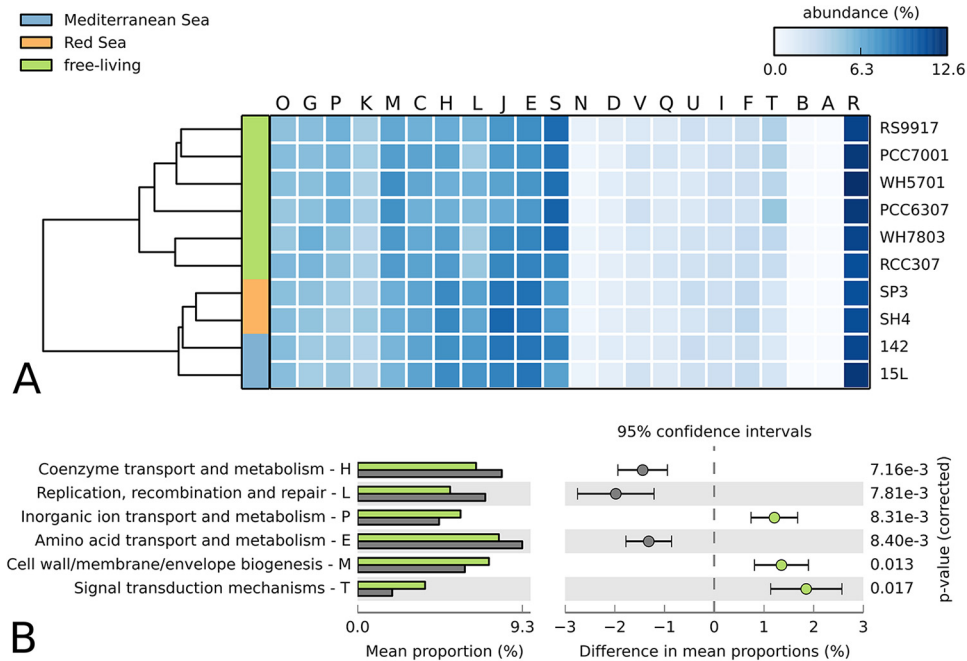 Mediterranean Sea
Red Sea
free-living
abundance (%)
0.0 6.3 12.6
O G P K M C H L J E S N D V Q U I F T B A R
RS9917
PCC7001
WH5701
PCC6307
WH7803
RCC307
SP3
SH4
142
15L
A
95% confidence intervals
Coenzyme transport and metabolism - H 7.16e-3
Replication, recombination and repair - L 7.81e-3
Inorganic ion transport and metabolism - P 8.31e-3
Amino acid transport and metabolism - E 8.40e-3
Cell wall/membrane/envelope biogenesis - M 0.013
Signal transduction mechanisms - T 0.017
p-value (corrected)
0.0 9.3 −3 −2 −1 0 1 2 3
Mean proportion (%) Difference in mean proportions (%)
B